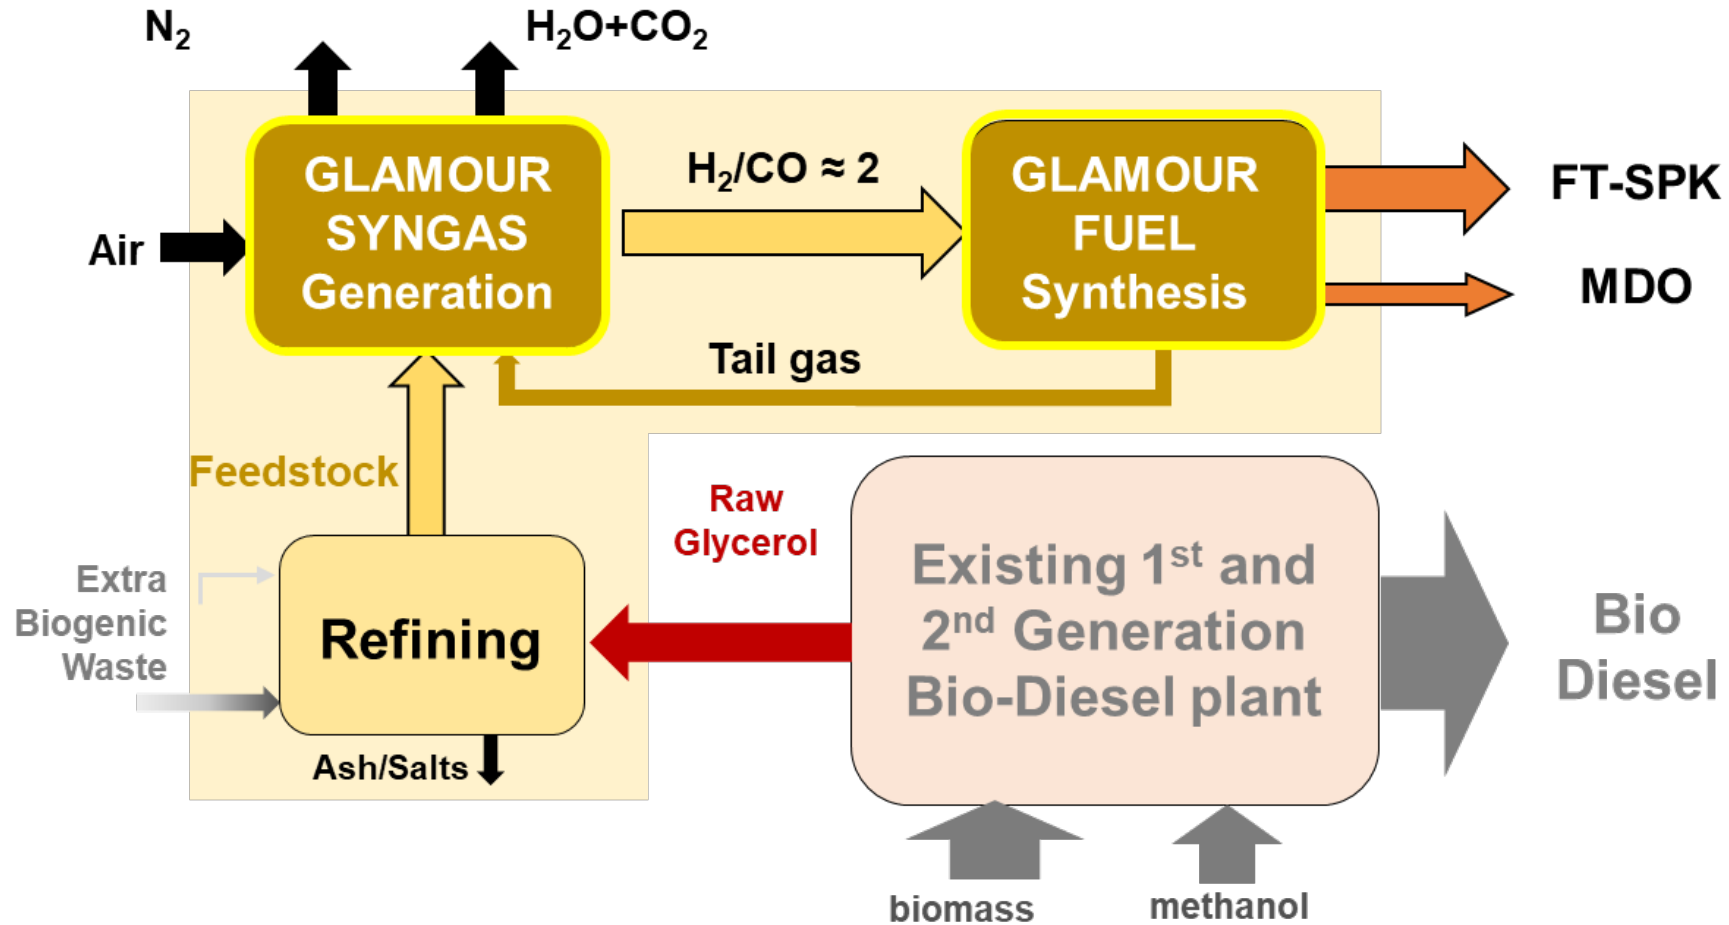 N₂
H₂O+CO₂
GLAMOUR
SYNGAS
Generation
H₂/CO ≈ 2
GLAMOUR
FUEL
Synthesis
FT-SPK
MDO
Air
Tail gas
Feedstock
Raw
Glycerol
Extra
Biogenic
Waste
Refining
Ash/Salts
Existing 1st and
2nd Generation
Bio-Diesel plant
Bio
Diesel
biomass
methanol